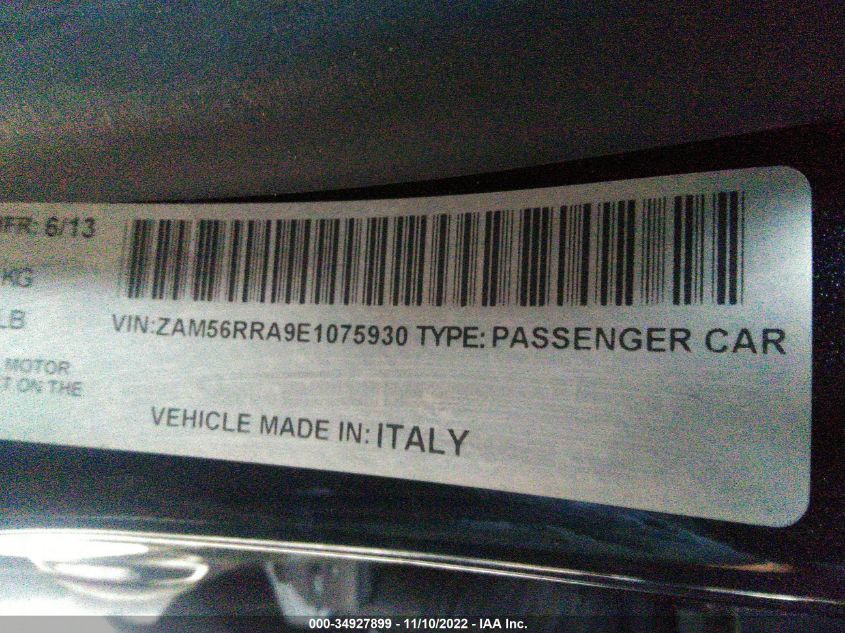 MFR: 6/13
KG
LB
VIN:ZAM56RRA9E1075930 TYPE: PASSENGER CAR
MOTOR
ON THE
VEHICLE MADE IN: ITALY
000-34927899 - 11/10/2022 - IAA Inc.